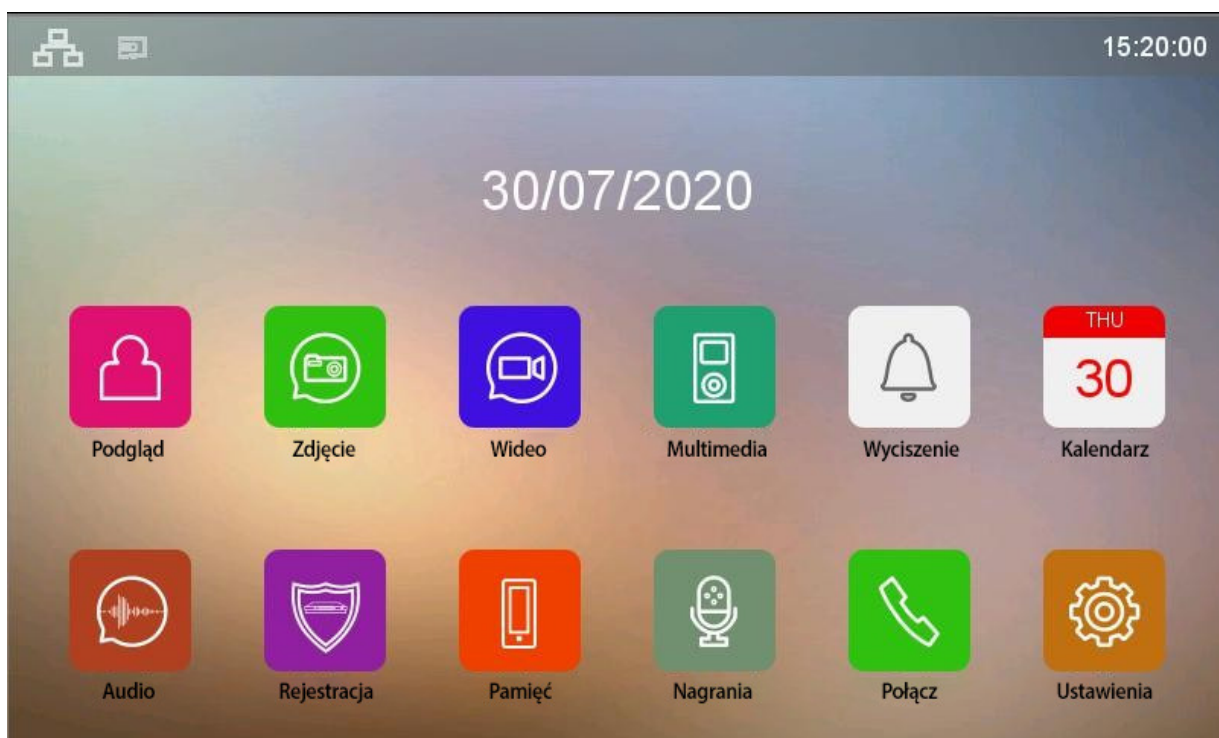 15:20:00
30/07/2020
THU
30
Podgląd Zdjęcie Wideo Multimedia Wyciszenie Kalendarz
Audio Rejestracja Pamięć Nagrania Połącz Ustawienia